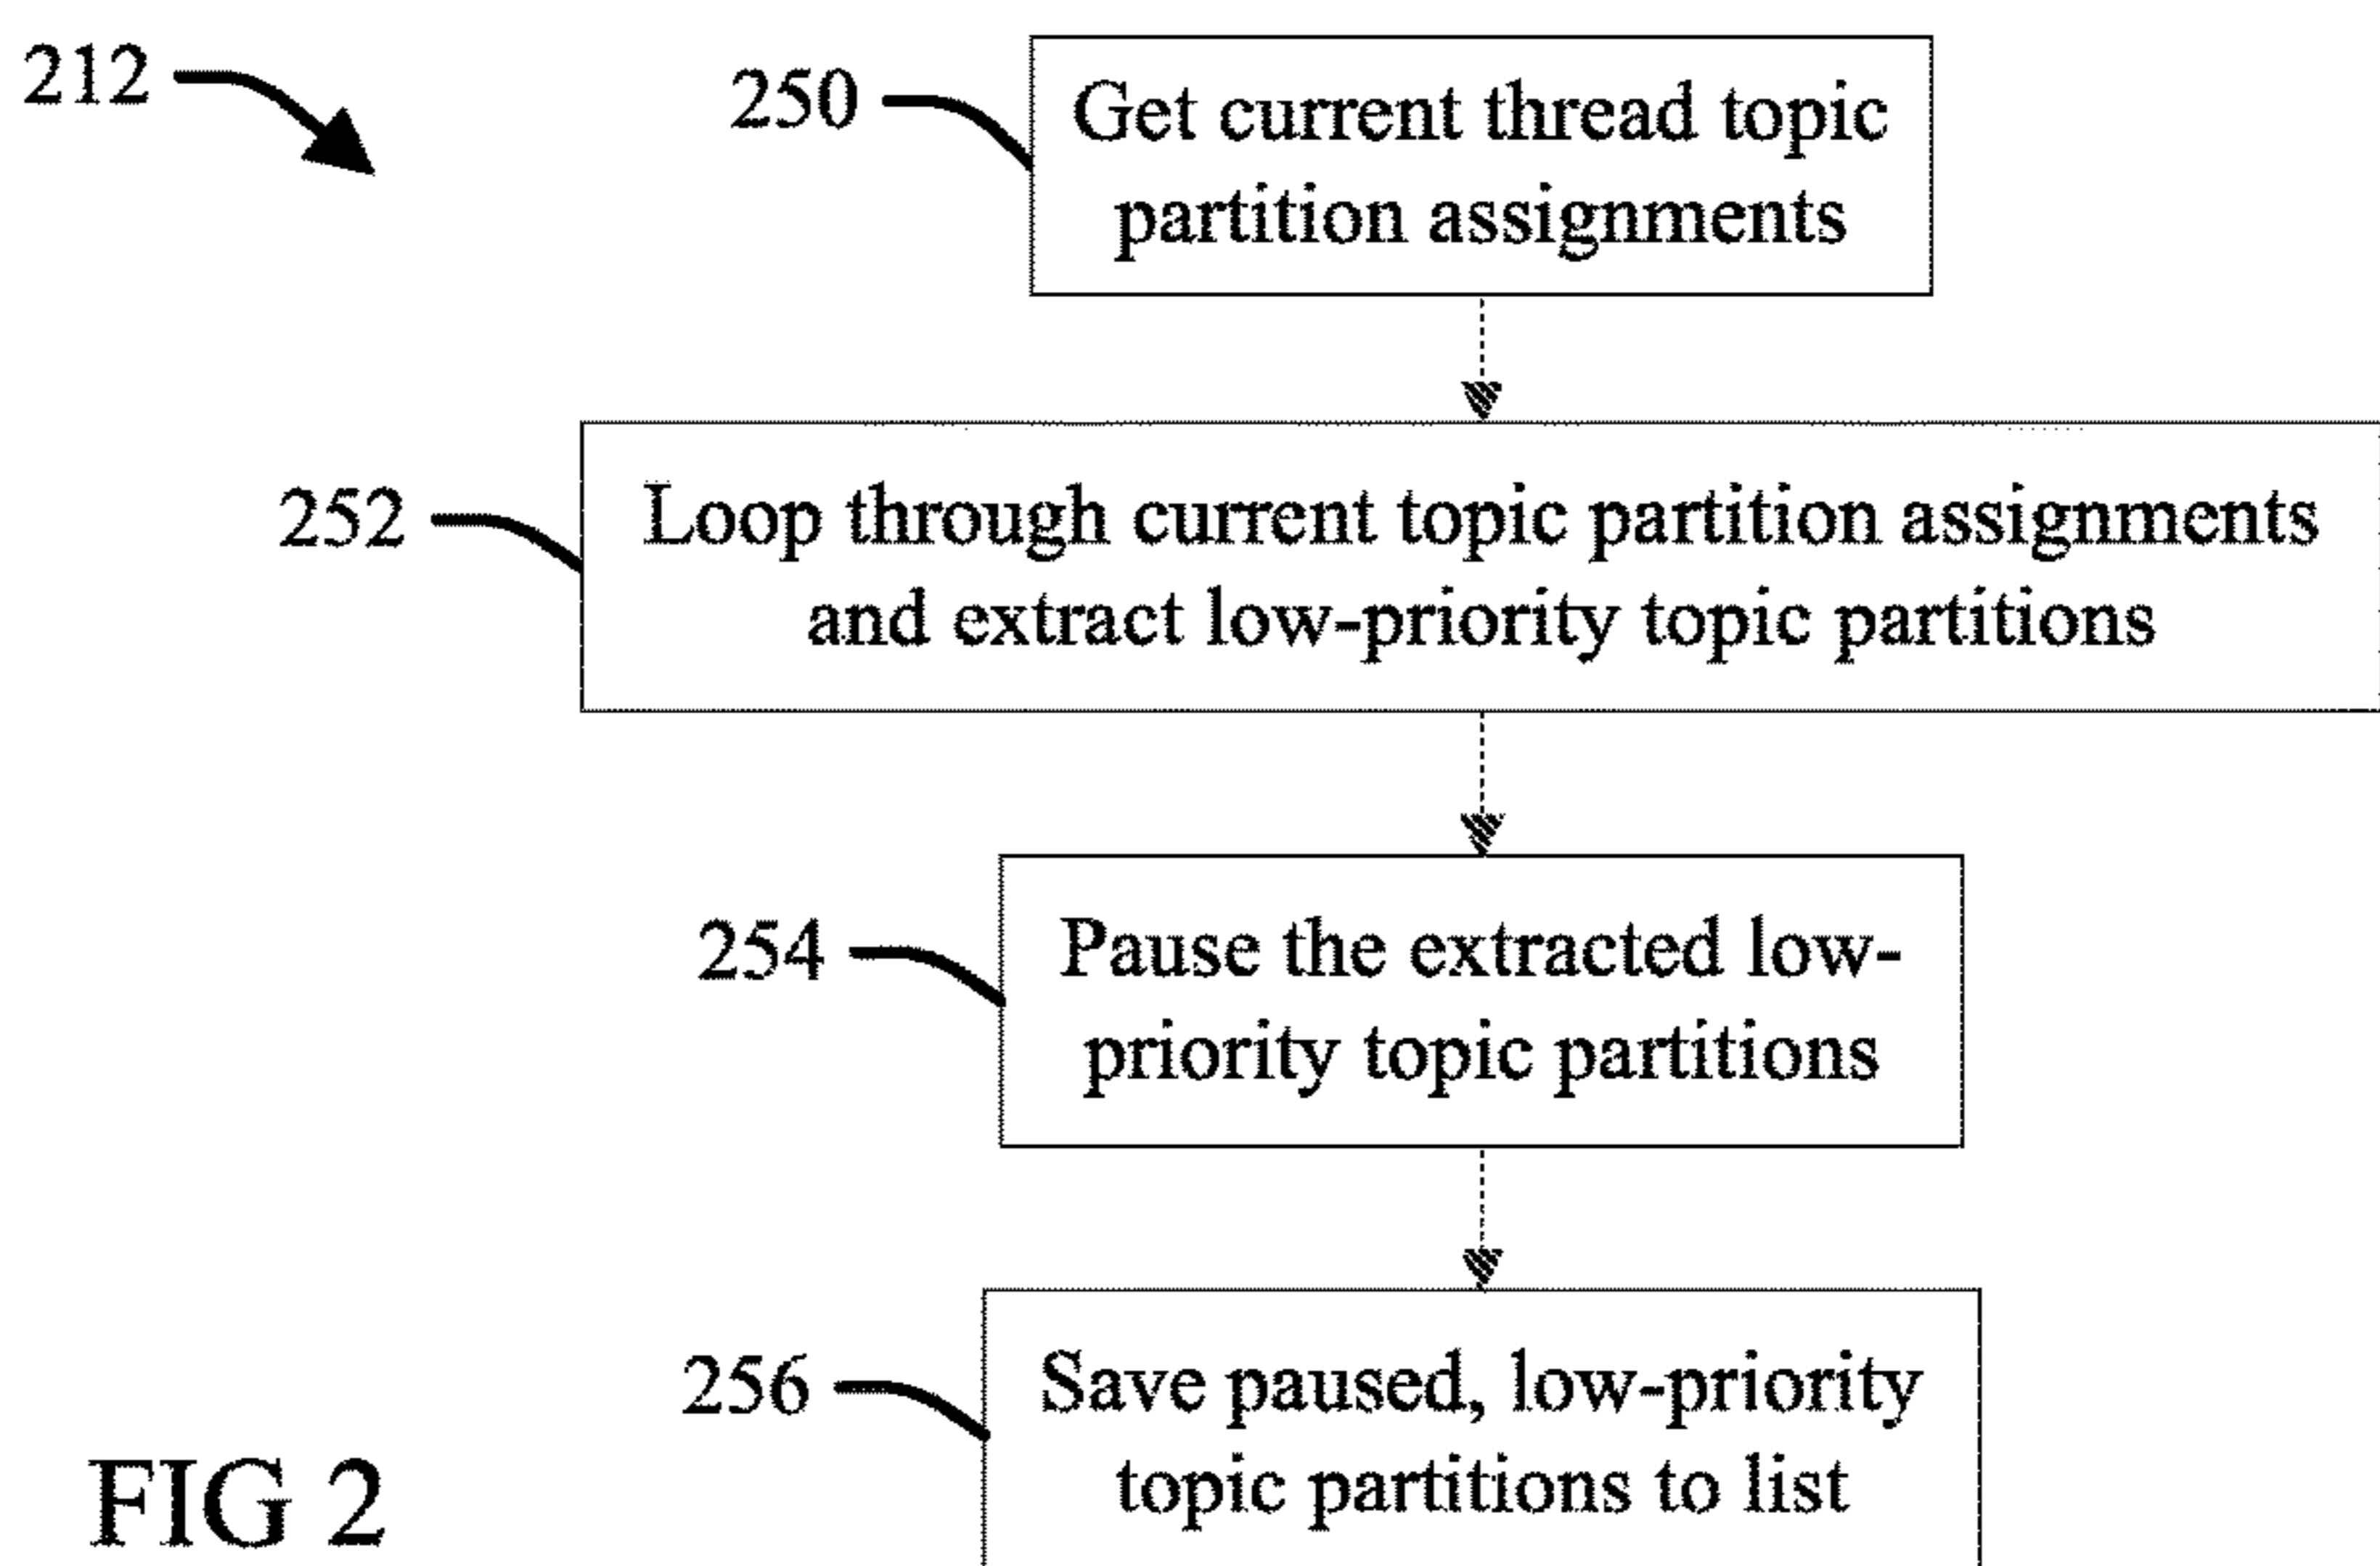 212
250
Get current thread topic
partition assignments
252
Loop through current topic partition assignments
and extract low-priority topic partitions
254
Pause the extracted low-
priority topic partitions
256
Save paused, low-priority
topic partitions to list
FIG 2